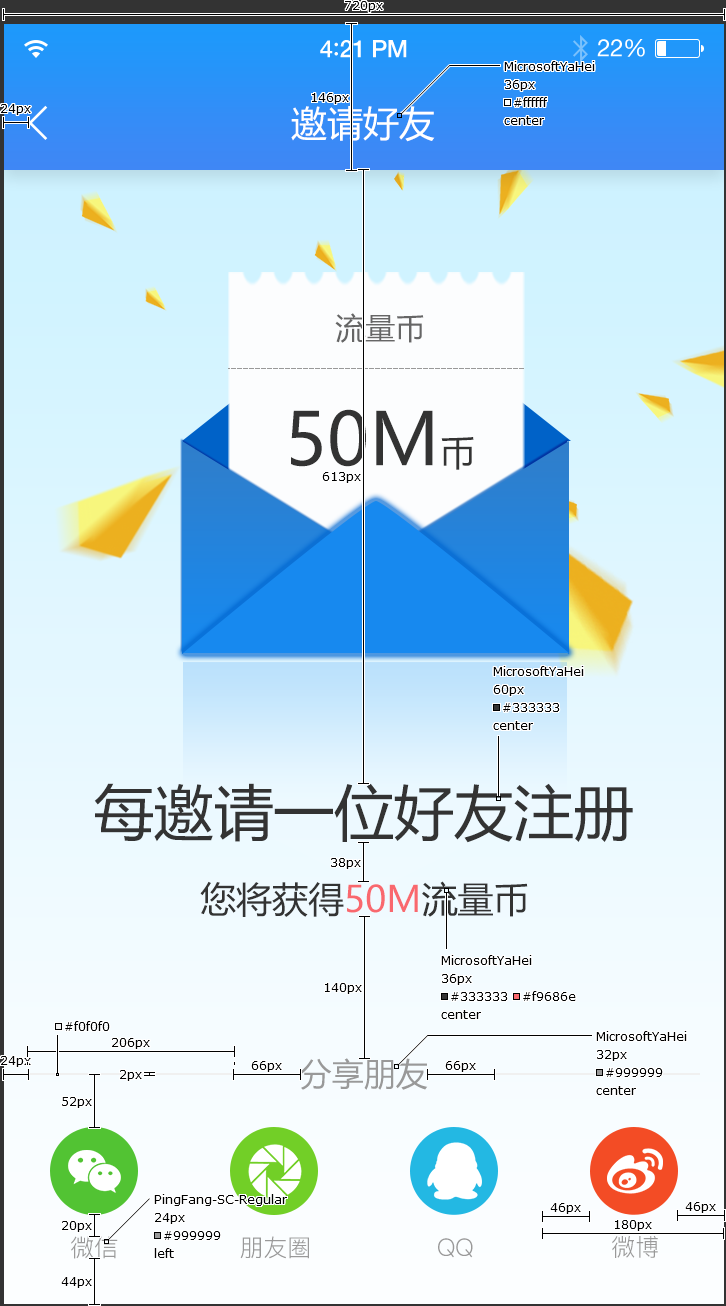 720px
4:21 PM
22%
MicrosoftYaHei
36px
#ffffff
center
146px
24px
邀请好友
流量币
50M币
613px
MicrosoftYaHei
60px
#333333
center
每邀请一位好友注册
38px
您将获得50M流量币
MicrosoftYaHei
36px
#333333 #f9686e
center
140px
#f0f0f0
206px
MicrosoftYaHei
32px
#999999
center
24px
2px
66px
分享朋友
66px
52px
PingFang-SC-Regular
24px
#999999
left
20px
46px
46px
180px
微信
朋友圈
QQ
微博
44px